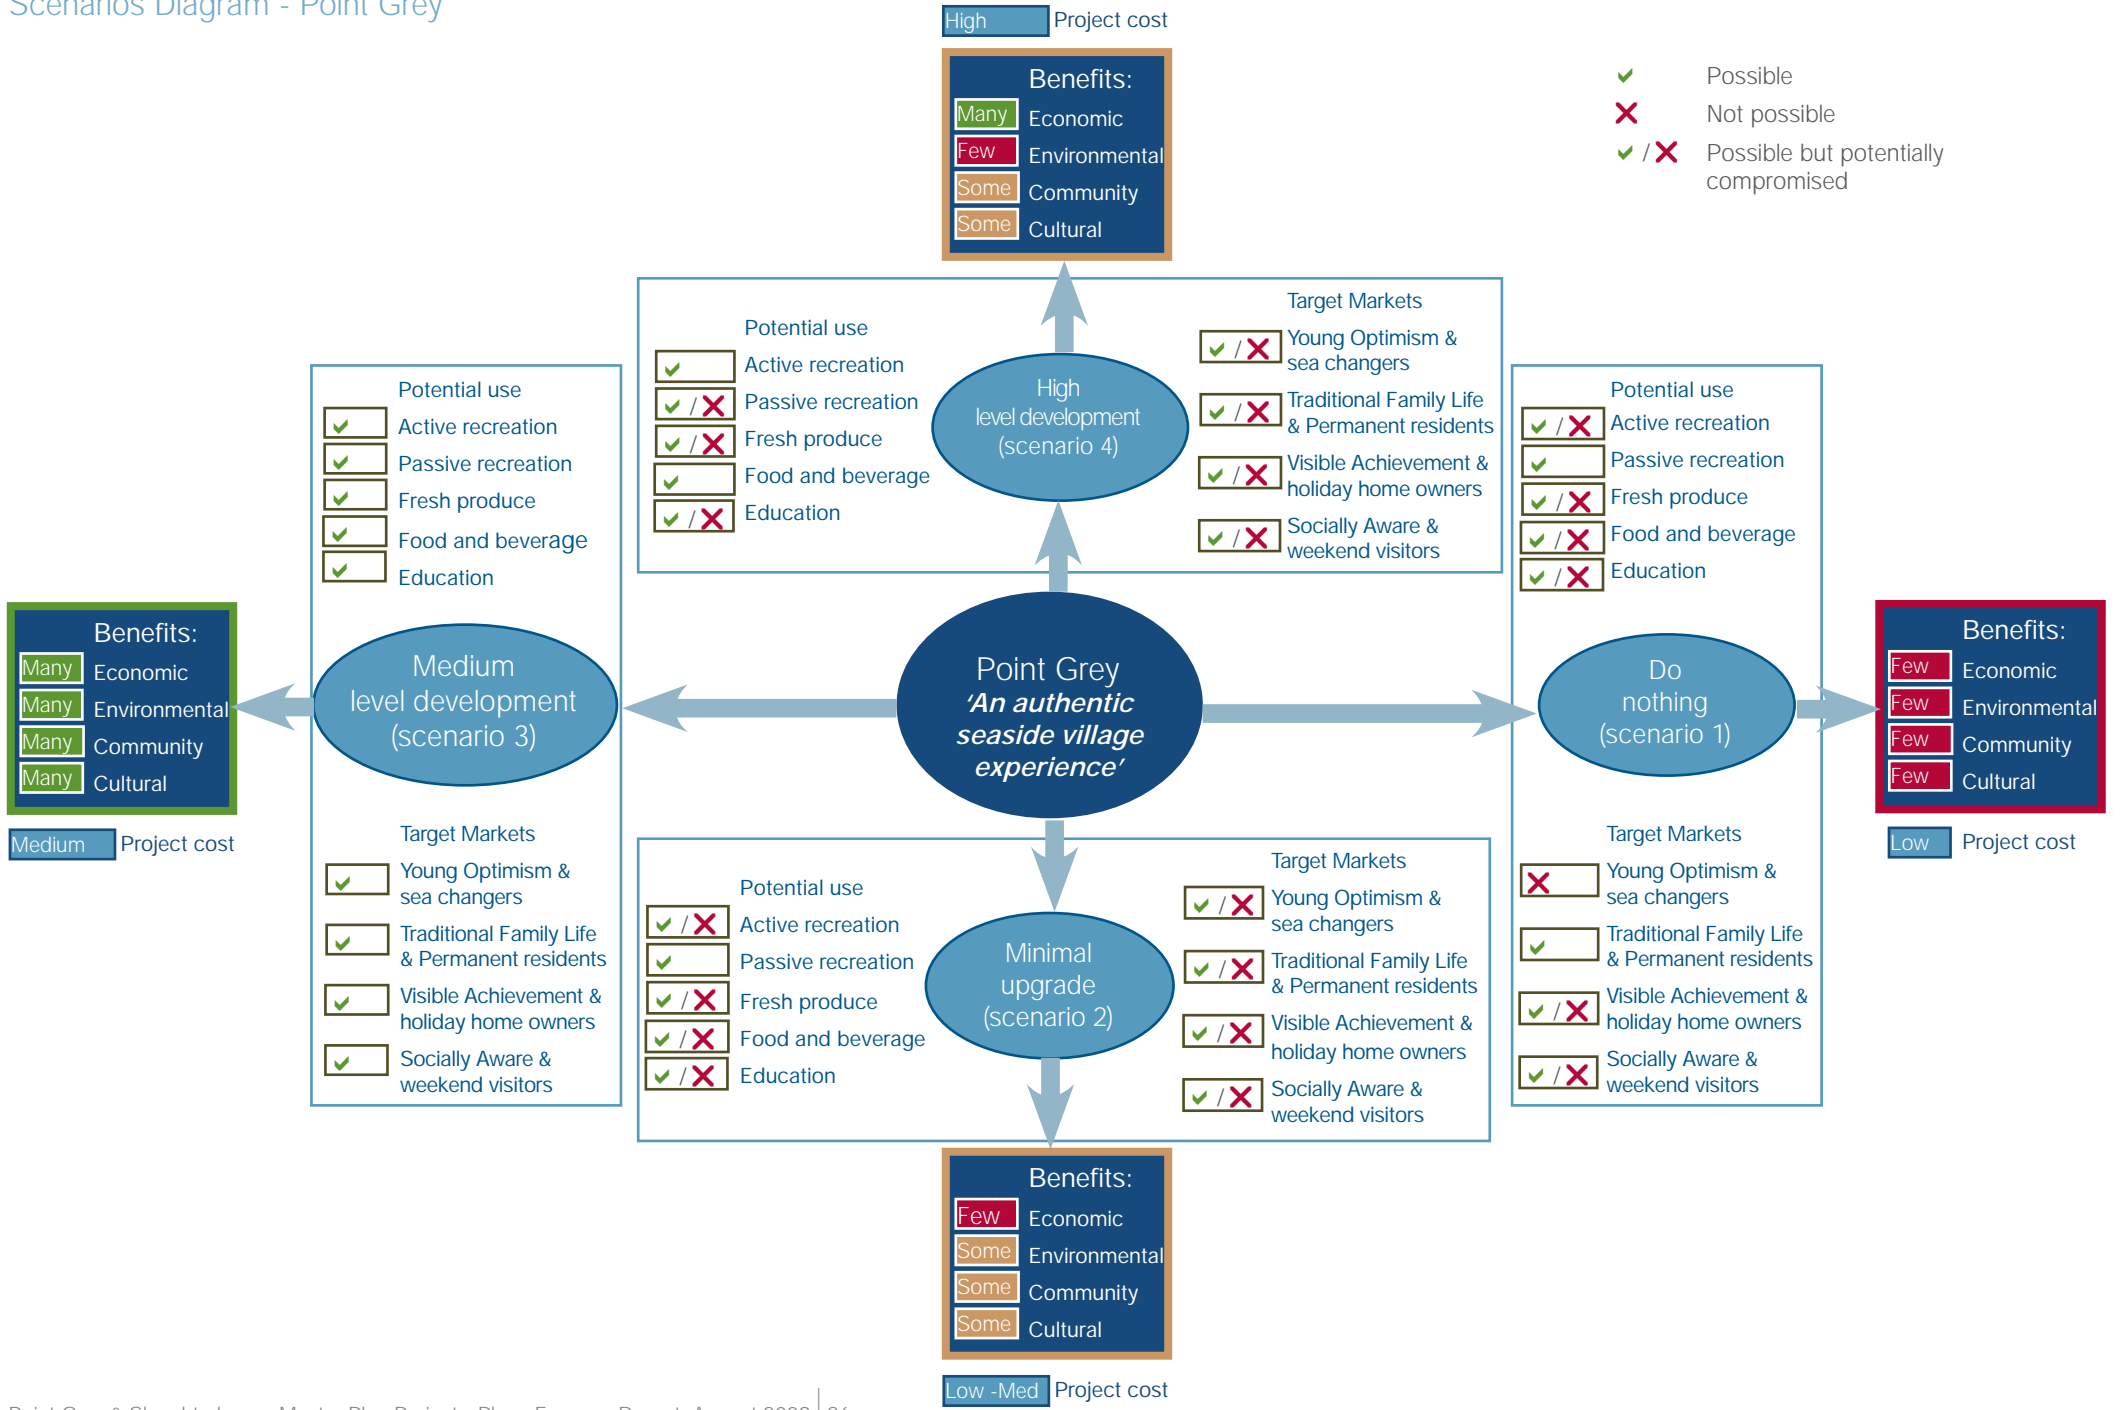 Scenarios Diagram - Point Grey
High Project cost
Benefits:
Many Economic
Few Environmental
Some Community
Some Cultural
Possible
Not possible
/ Possible but potentially
compromised
Potential use
Active recreation
/ Passive recreation
/ Fresh produce
Food and beverage
/ Education
High
level development
(scenario 4)
Target Markets
/ Young Optimism &
sea changers
/ Traditional Family Life
& Permanent residents
/ Visible Achievement &
holiday home owners
/ Socially Aware &
weekend visitors
Potential use
Active recreation
Passive recreation
Fresh produce
Food and beverage
Education
Medium
level development
(scenario 3)
Target Markets
Young Optimism &
sea changers
Traditional Family Life
& Permanent residents
Visible Achievement &
holiday home owners
Socially Aware &
weekend visitors
Benefits:
Many Economic
Many Environmental
Many Community
Many Cultural
Medium Project cost
Point Grey
‘An authentic
seaside village
experience’
Potential use
/ Active recreation
Passive recreation
/ Fresh produce
/ Food and beverage
/ Education
Do
nothing
(scenario 1)
Target Markets
Young Optimism &
sea changers
Traditional Family Life
& Permanent residents
/ Visible Achievement &
holiday home owners
/ Socially Aware &
weekend visitors
Benefits:
Few Economic
Few Environmental
Few Community
Few Cultural
Low Project cost
Potential use
/ Active recreation
Passive recreation
/ Fresh produce
/ Food and beverage
/ Education
Minimal
upgrade
(scenario 2)
Target Markets
/ Young Optimism &
sea changers
/ Traditional Family Life
& Permanent residents
/ Visible Achievement &
holiday home owners
/ Socially Aware &
weekend visitors
Benefits:
Few Economic
Some Environmental
Some Community
Some Cultural
Low -Med Project cost